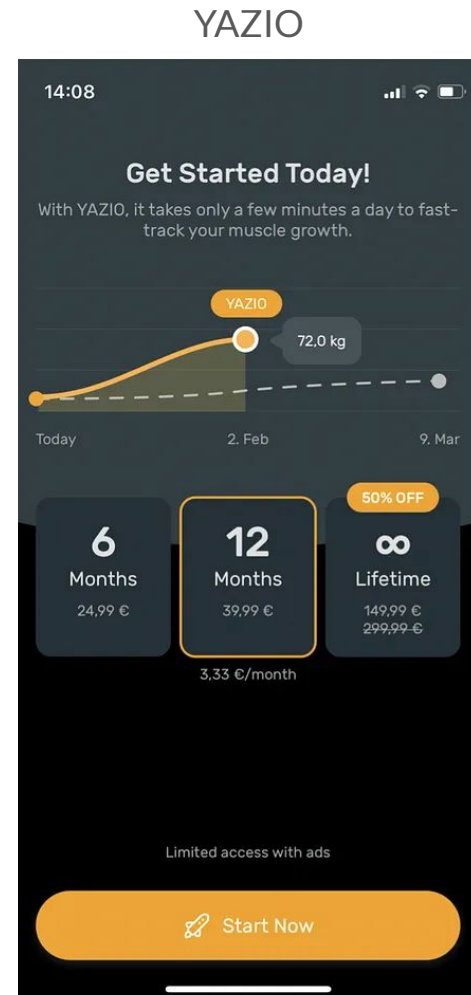 YAZIO
14:08
Get Started Today!
With YAZIO, it takes only a few minutes a day to fast-
track your muscle growth.
YAZIO
72,0 kg
Today
2. Feb
9. Mar
50% OFF
6
Months
24,99 €
12
Months
39,99 €
∞
Lifetime
149,99 €
299,99 €
3,33 €/month
Limited access with ads
Start Now